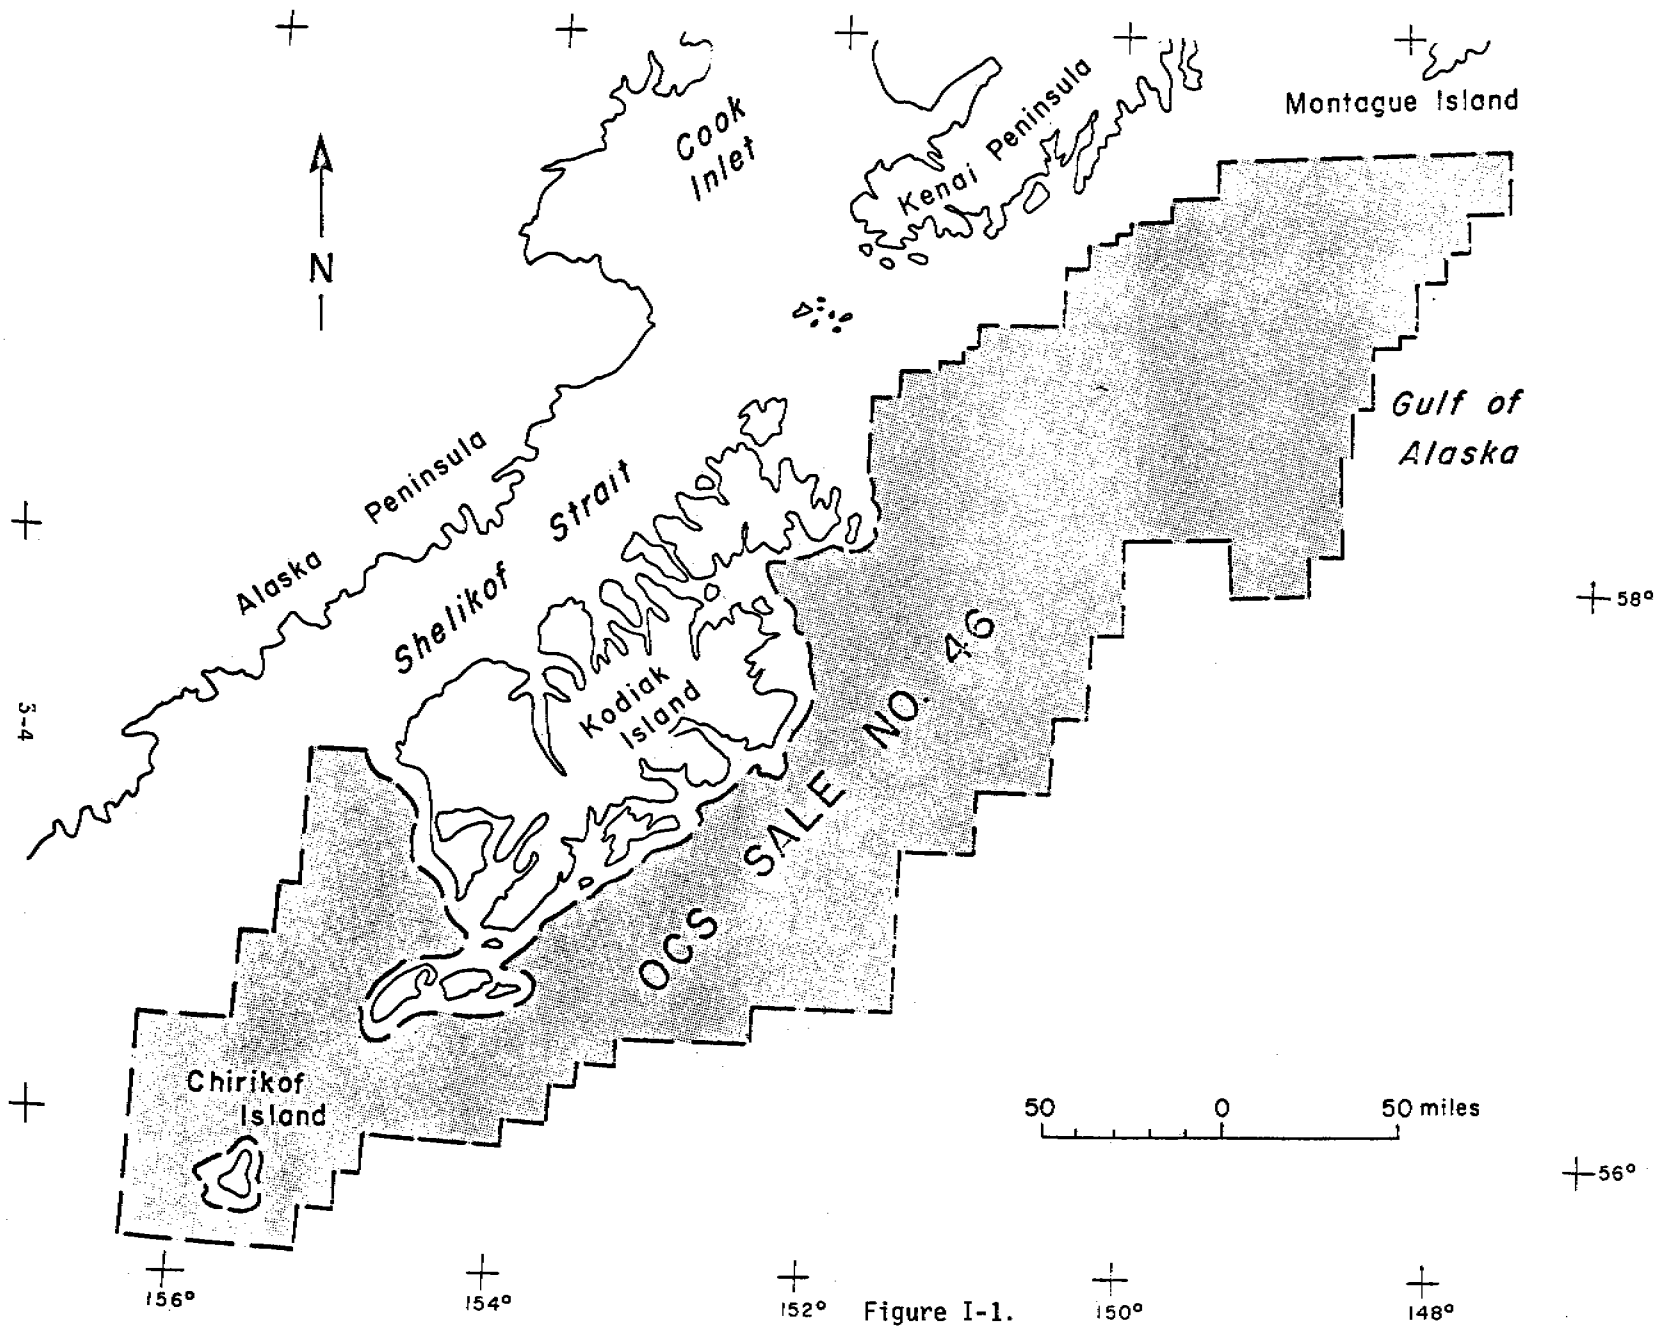 Montague Island
Cook
Inlet
Kenai Peninsula
N
Gulf of
Alaska
Alaska Peninsula
Shelikof Strait
58°
Kodiak
Island
3-4
OCS SALE NO. 46
Chirikof
Island
50 0 50 miles
56°
156° 154° 152° 150° 148°
Figure I-1.